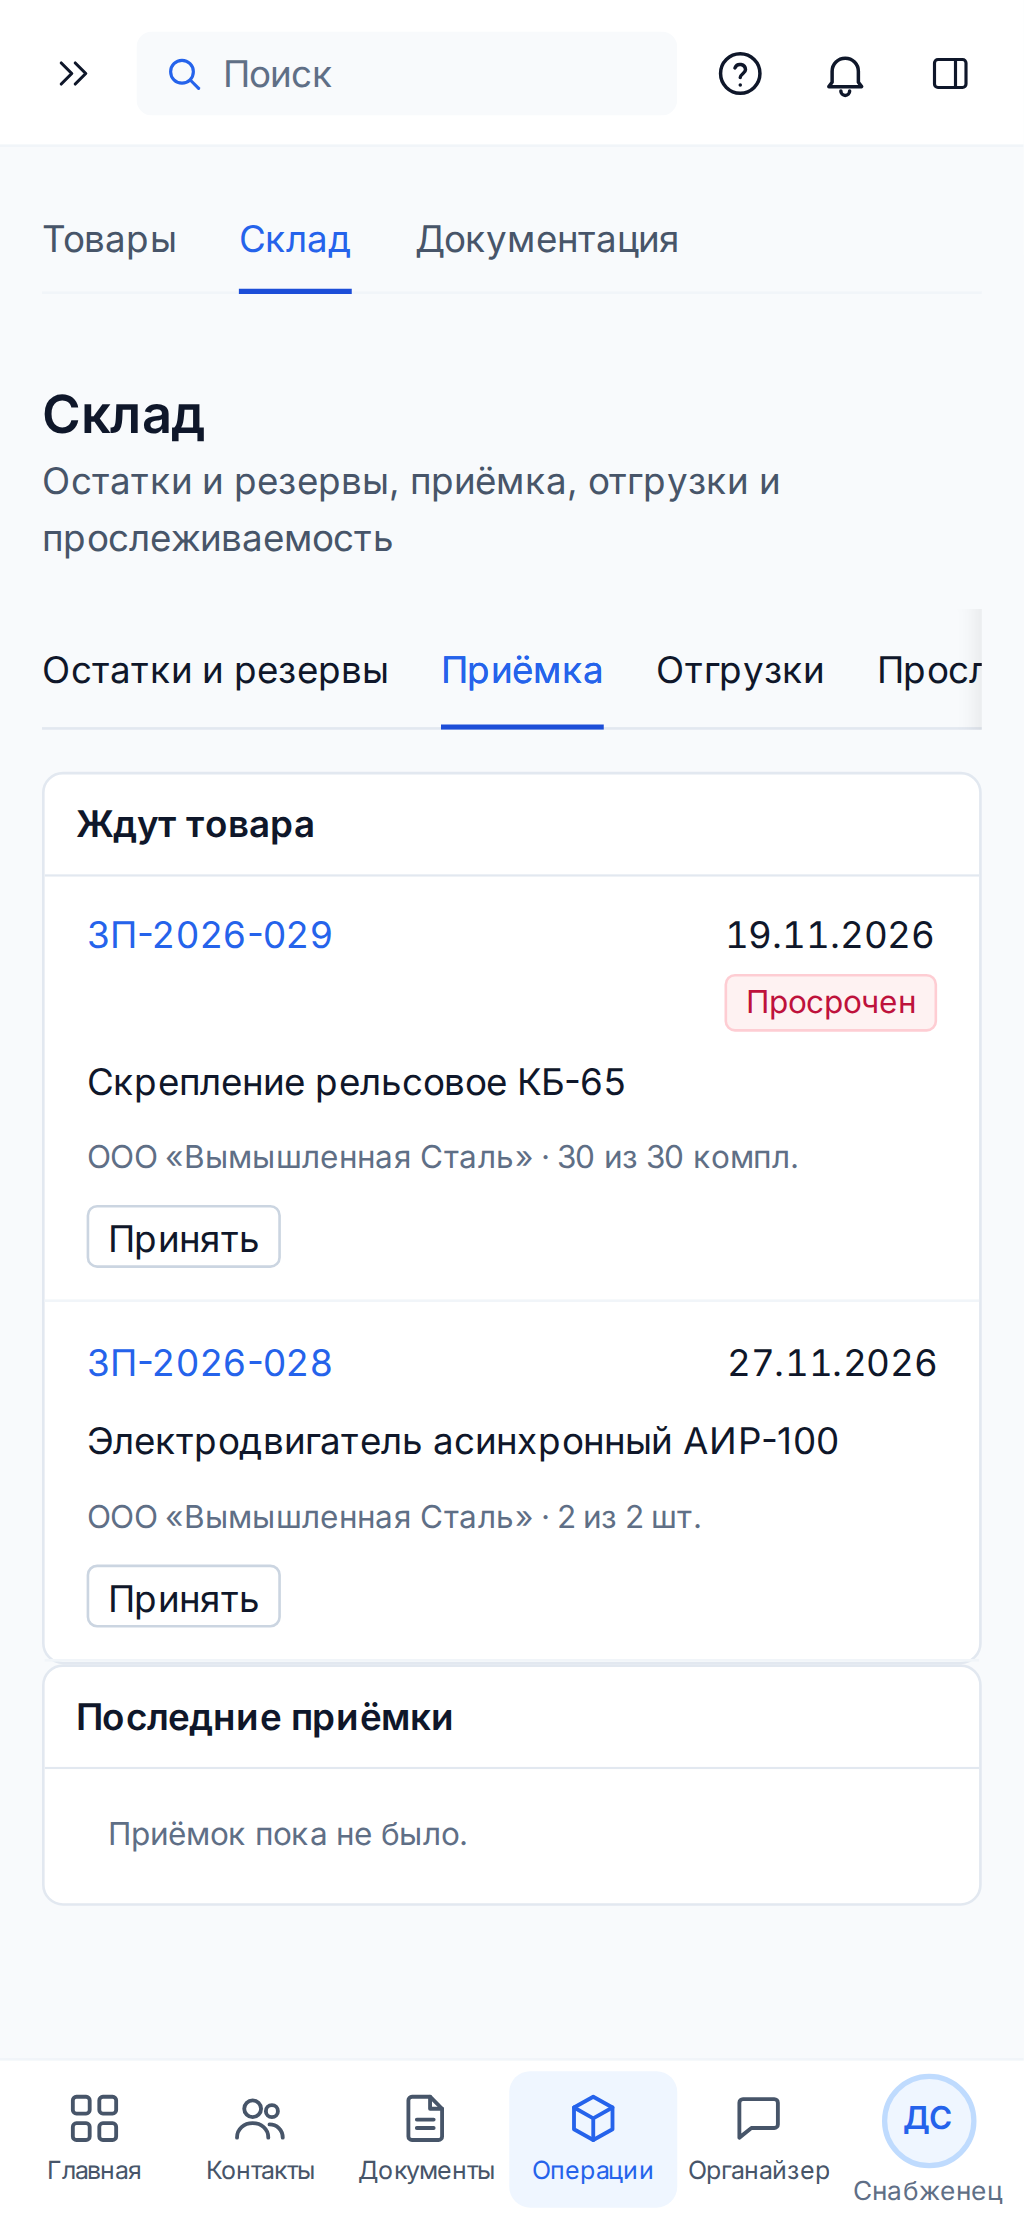 Поиск
Товары Склад Документация
Склад
Остатки и резервы, приёмка, отгрузки и
прослеживаемость
Остатки и резервы Приёмка Отгрузки Просл
Ждут товара
ЗП-2026-029 19.11.2026
Просрочен
Скрепление рельсовое КБ-65
ООО «Вымышленная Сталь» · 30 из 30 компл.
Принять
ЗП-2026-028 27.11.2026
Электродвигатель асинхронный АИР-100
ООО «Вымышленная Сталь» · 2 из 2 шт.
Принять
Последние приёмки
Приёмок пока не было.
ДС
Главная Контакты Документы Операции Органайзер Снабженец